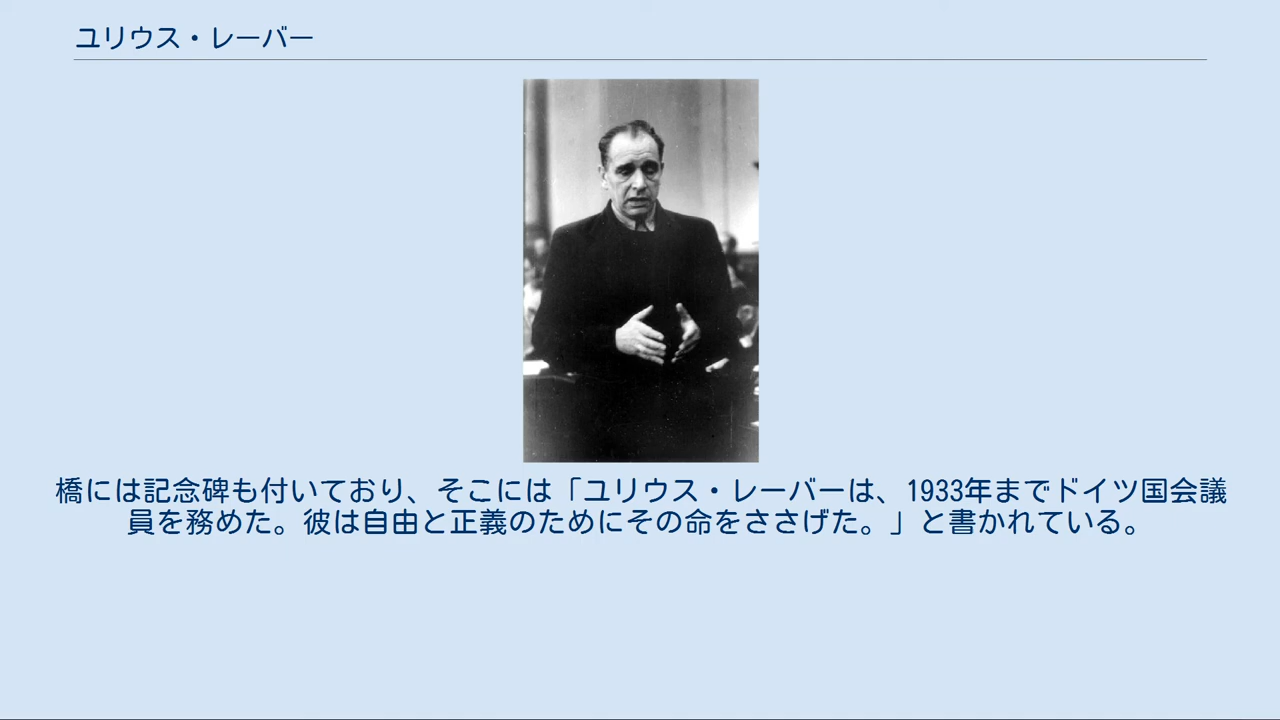 ユリウス・レーバー
橋には記念碑も付いており、そこには「ユリウス・レーバーは、1933年までドイツ国会議
員を務めた。彼は自由と正義のためにその命をささげた。」と書かれている。